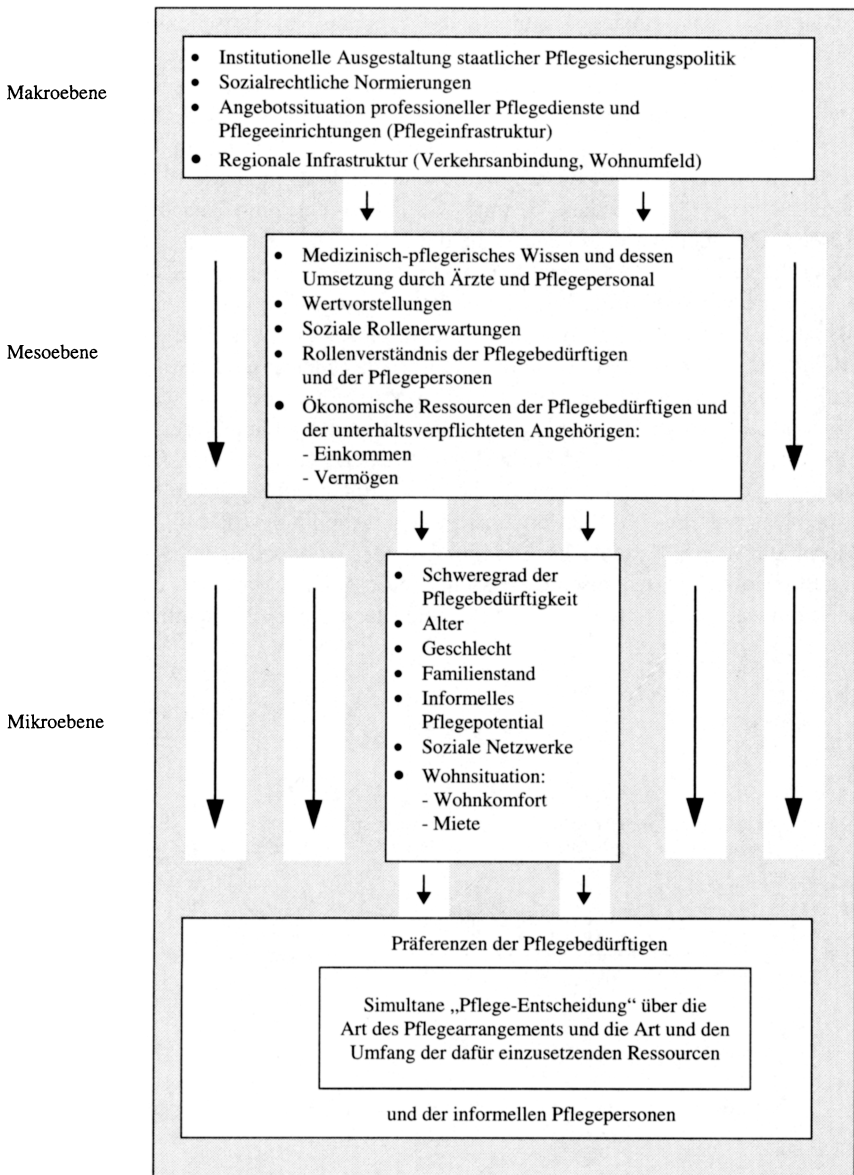 Makroebene
• Institutionelle Ausgestaltung staatlicher Pflegesicherungspolitik
• Sozialrechtliche Normierungen
• Angebotssituation professioneller Pflegedienste und
Pflegeeinrichtungen (Pflegeinfrastruktur)
• Regionale Infrastruktur (Verkehrsanbindung, Wohnumfeld)
Mesoebene
• Medizinisch-pflegerisches Wissen und dessen
Umsetzung durch Ärzte und Pflegepersonal
• Wertvorstellungen
• Soziale Rollenerwartungen
• Rollenverständnis der Pflegebedürftigen
und der Pflegepersonen
• Ökonomische Ressourcen der Pflegebedürftigen und
der unterhaltsverpflichteten Angehörigen:
- Einkommen
- Vermögen
Mikroebene
• Schweregrad der
Pflegebedürftigkeit
• Alter
• Geschlecht
• Familienstand
• Informelles
Pflegepotential
• Soziale Netzwerke
• Wohnsituation:
- Wohnkomfort
- Miete
Präferenzen der Pflegebedürftigen
Simultane „Pflege-Entscheidung“ über die
Art des Pflegearrangements und die Art und den
Umfang der dafür einzusetzenden Ressourcen
und der informellen Pflegepersonen